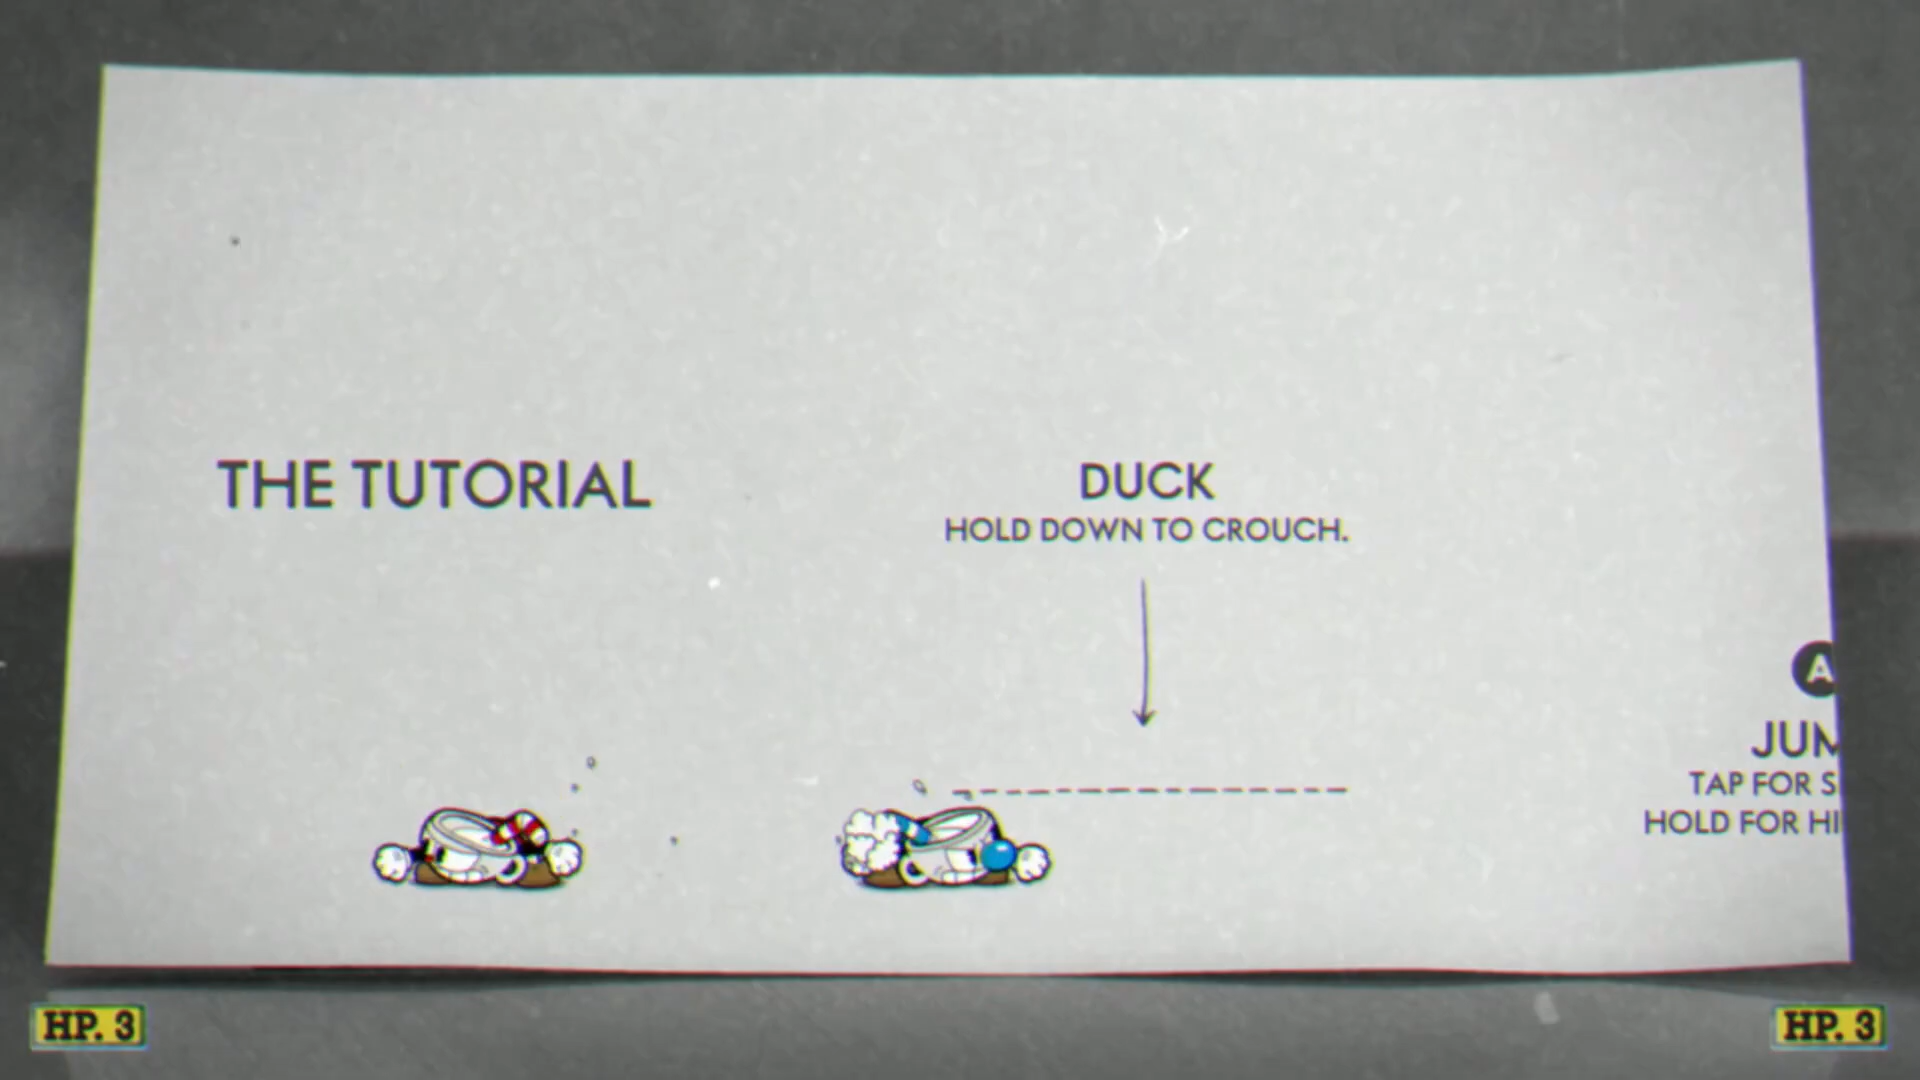 THE TUTORIAL
DUCK
HOLD DOWN TO CROUCH.
A
JUM
TAP FOR S
HOLD FOR HI
HP. 3
HP. 3